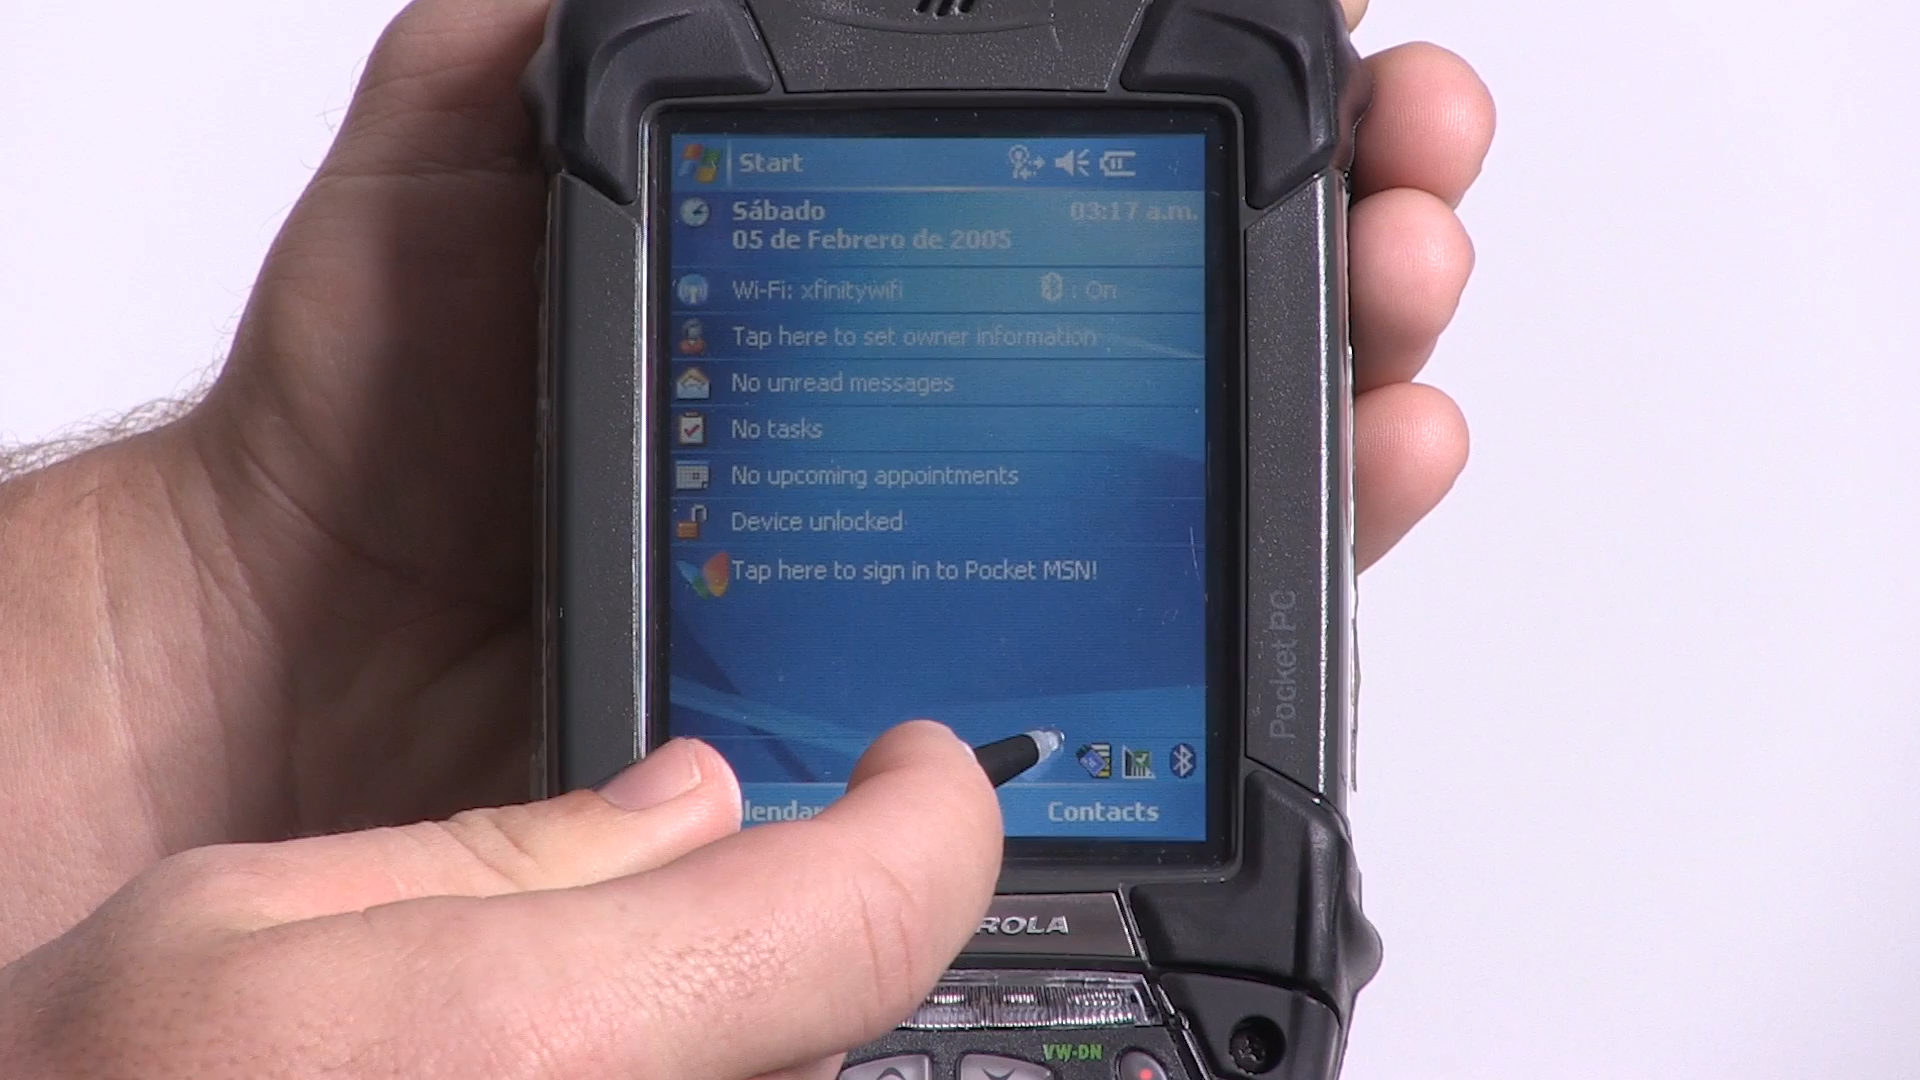 Start
Sábado 03:17 a.m.
05 de Febrero de 2005
Wi-Fi: xfinitywifi : On
Tap here to set owner information
No unread messages
No tasks
No upcoming appointments
Device unlocked
Tap here to sign in to Pocket MSN!
lendar Contacts
Pocket PC
ROLA
VW-DN